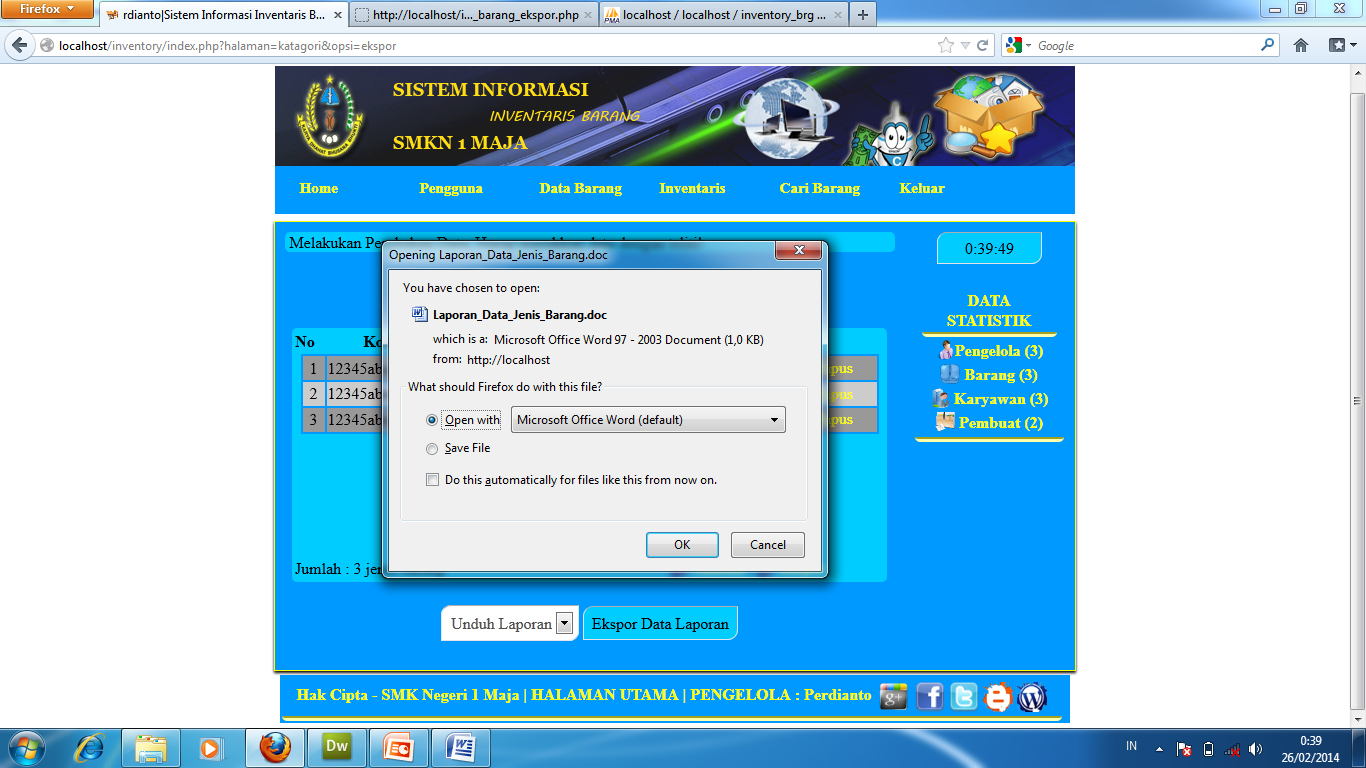 Firefox
rdianto|Sistem Informasi Inventaris B...
http://localhost/i..._barang_ekspor.php
localhost / localhost / inventory_brg ...
localhost/inventory/index.php?halaman=katagori&opsi=ekspor
Google
SISTEM INFORMASI
INVENTARIS BARANG
SMKN 1 MAJA
Home Pengguna Data Barang Inventaris Cari Barang Keluar
Melakukan
0:39:49
Opening Laporan_Data_Jenis_Barang.doc
You have chosen to open:
Laporan_Data_Jenis_Barang.doc
which is a: Microsoft Office Word 97 - 2003 Document (1,0 KB)
from: http://localhost
What should Firefox do with this file?
Open with Microsoft Office Word (default)
Save File
Do this automatically for files like this from now on.
OK Cancel
DATA
STATISTIK
Pengelola (3)
Barang (3)
Karyawan (3)
Pembuat (2)
No Ko
1 12345ab pus
2 12345ab pus
3 12345ab pus
Jumlah : 3 je
Unduh Laporan Ekspor Data Laporan
Hak Cipta - SMK Negeri 1 Maja | HALAMAN UTAMA | PENGELOLA : Perdianto
IN
0:39
26/02/2014